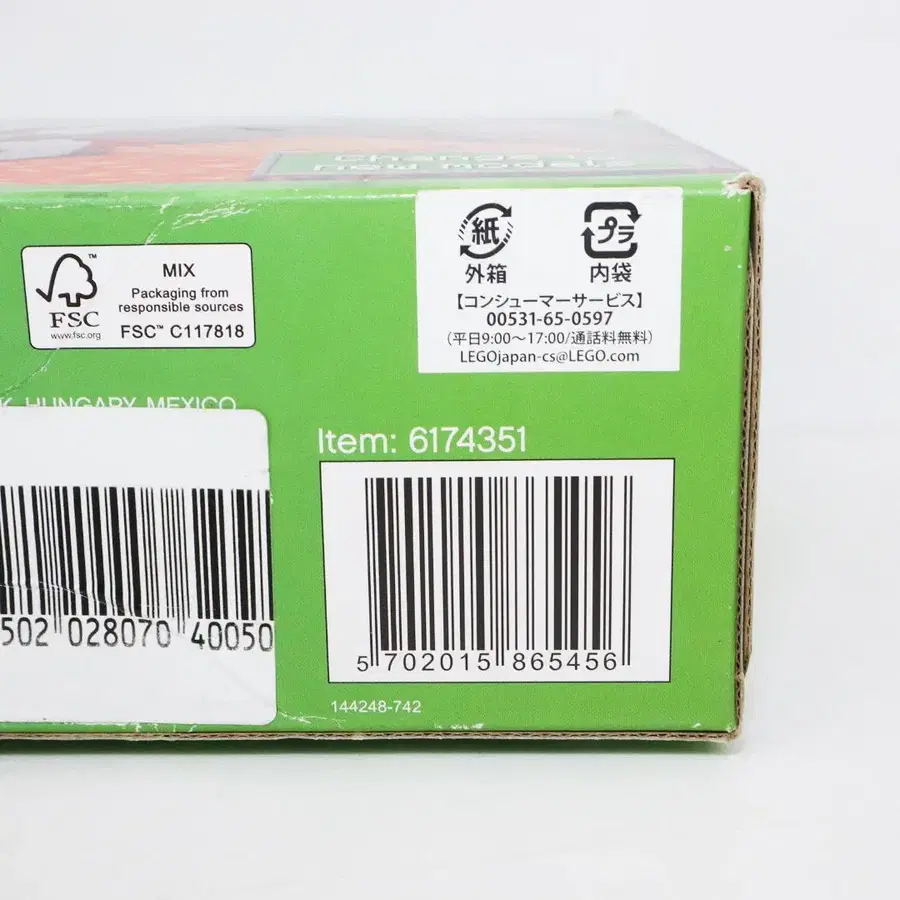 紙
外箱
プラ
内袋
【コンシューマーサービス】
00531-65-0597
(平日9:00～17:00/通話料無料)
LEGOjapan-cs@LEGO.com
FSC™
www.fsc.org
MIX
Packaging from
responsible sources
FSC™ C117818
HUNGARY, MEXICO
Item: 6174351
502 028070 40050
5 702015 865456
144248-742